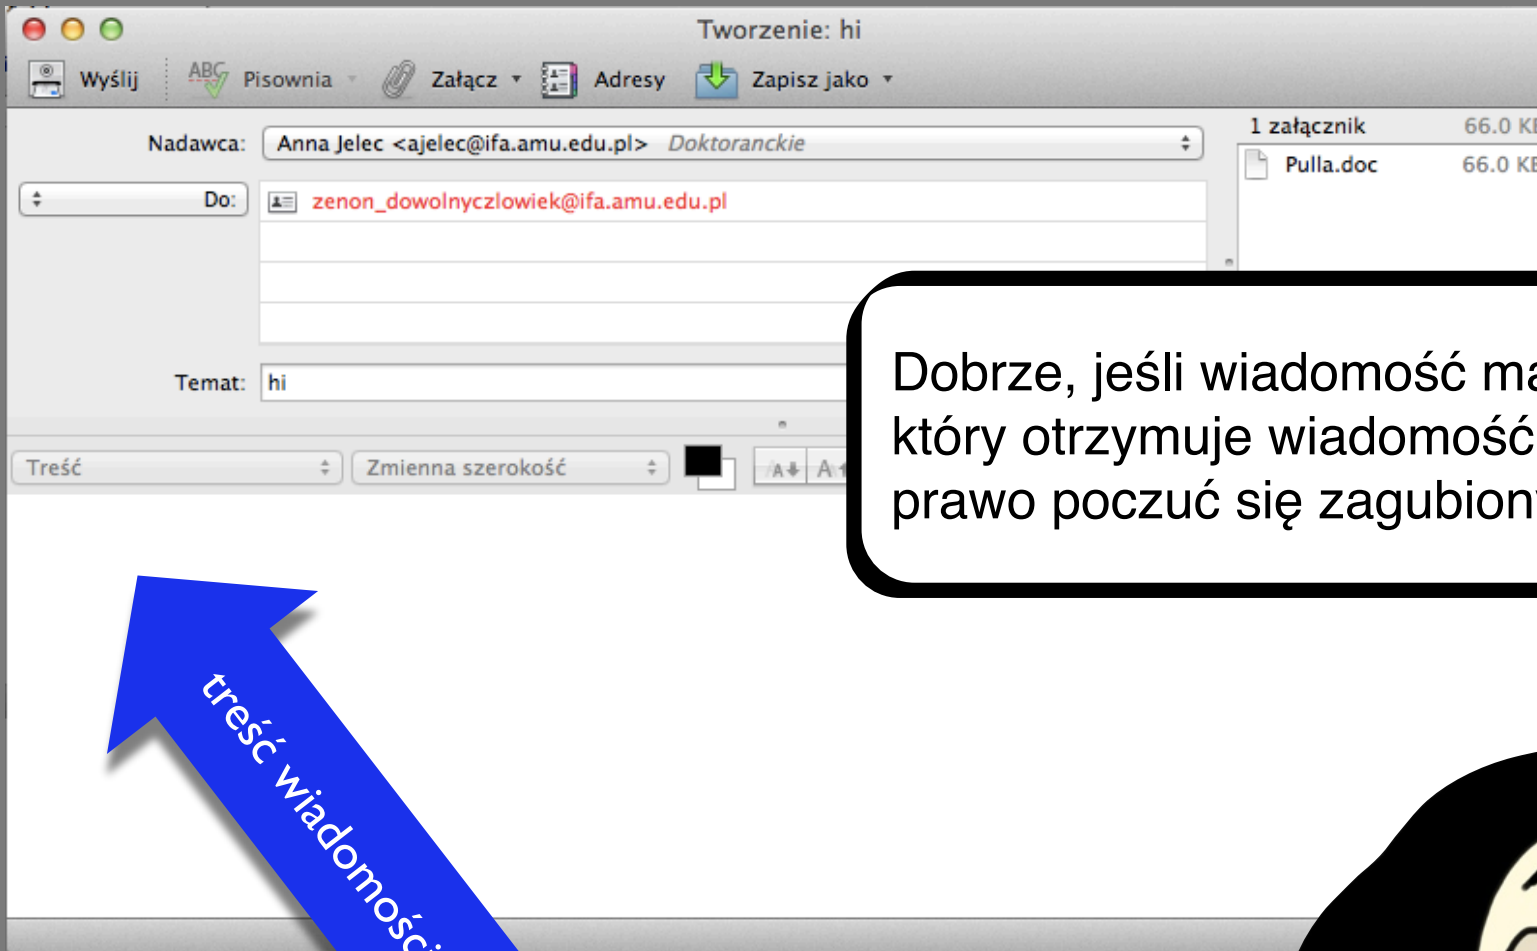 Tworzenie: hi
Wyślij ABC Pisownia Załącz Adresy Zapisz jako
Nadawca: Anna Jelec <ajelec@ifa.amu.edu.pl> Doktoranckie
1 załącznik 66.0 KB
Pulla.doc 66.0 KB
Do: zenon_dowolnyczlowiek@ifa.amu.edu.pl
Temat: hi
Treść Zmienna szerokość A A
Dobrze, jeśli wiadomość ma
który otrzymuje wiadomość
prawo poczuć się
treść wiadomości